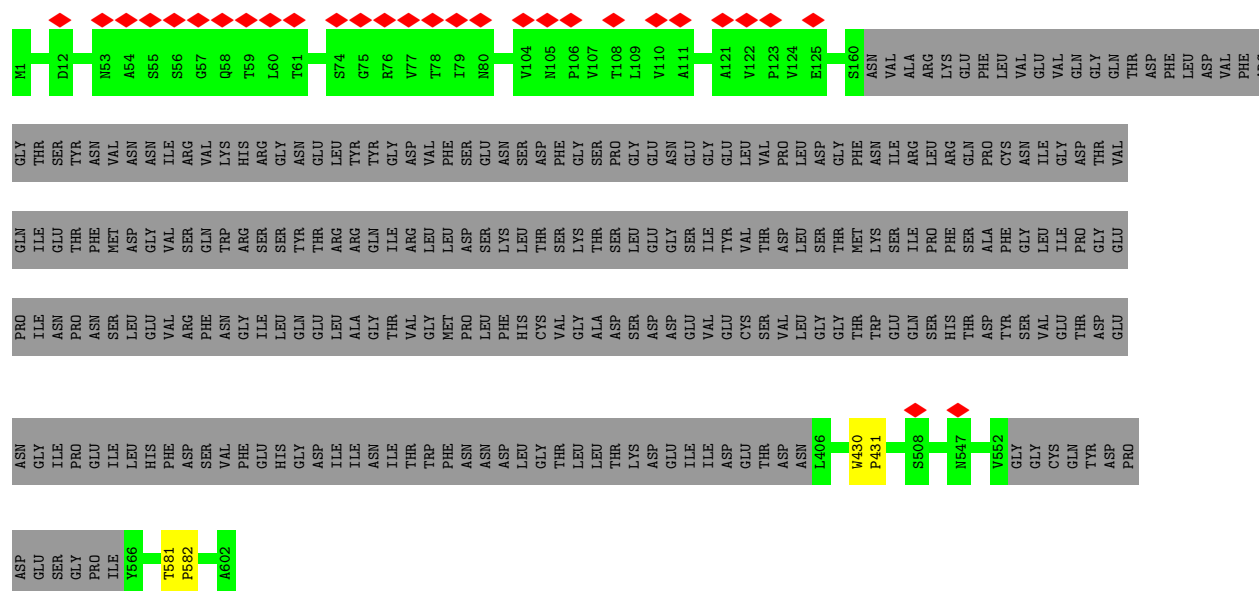 M1 D12 N53 A54 S55 S56 G57 Q58 T59 L60 T61 S74 G75 R76 V77 T78 I79 N80 V104 N105 P106 V107 T108 L109 V110 A111 A121 V122 P123 V124 E125 S160 ASN VAL ALA ARG LYS GLU PHE LEU VAL GLU VAL GLN GLY GLN THR ASP PHE LEU ASP VAL PHE ARG
GLY THR SER TYR ASN VAL ASN ASN ILE ARG VAL LYS HIS ARG GLY ASN GLU LEU TYR TYR GLY ASP VAL PHE SER GLU ASN SER ASP PHE GLY SER PRO GLY GLU ASN GLU GLY GLU LEU VAL PRO LEU ASP GLY PHE ASN ILE ARG LEU ARG GLN PRO CYS ASN ILE GLY ASP THR VAL
GLN ILE GLU THR PHE MET ASP GLY VAL SER GLN TRP ARG SER SER TYR THR ARG ARG GLN ILE ARG LEU LEU ASP SER LYS LEU THR SER LYS THR SER LEU GLU GLY SER ILE TYR VAL THR ASP LEU SER THR MET LYS SER ILE PRO PHE SER ALA PHE GLY LEU ILE PRO GLY GLU
PRO ILE ASN PRO ASN SER LEU GLU VAL ARG PHE ASN GLY ILE LEU GLN GLU LEU ALA GLY THR VAL GLY MET PRO LEU PHE HIS CYS VAL GLY ALA ASP SER ASP ASP GLU VAL GLU CYS SER VAL LEU GLY GLY THR TRP GLU GLN SER HIS THR ASP TYR SER VAL GLU THR ASP GLU
ASN GLY ILE PRO GLU ILE LEU HIS PHE ASP SER VAL PHE GLU HIS GLY ASP ILE ILE ASN ILE THR TRP PHE ASN ASN ASP LEU GLY THR LEU LEU THR LYS ASP GLU ILE ILE ASP GLU THR ASP ASN L406 W430 P431 S508 N547 V552 GLY GLY CYS GLN TYR ASP PRO
ASP GLU SER GLY PRO ILE Y566 T581 P582 A602